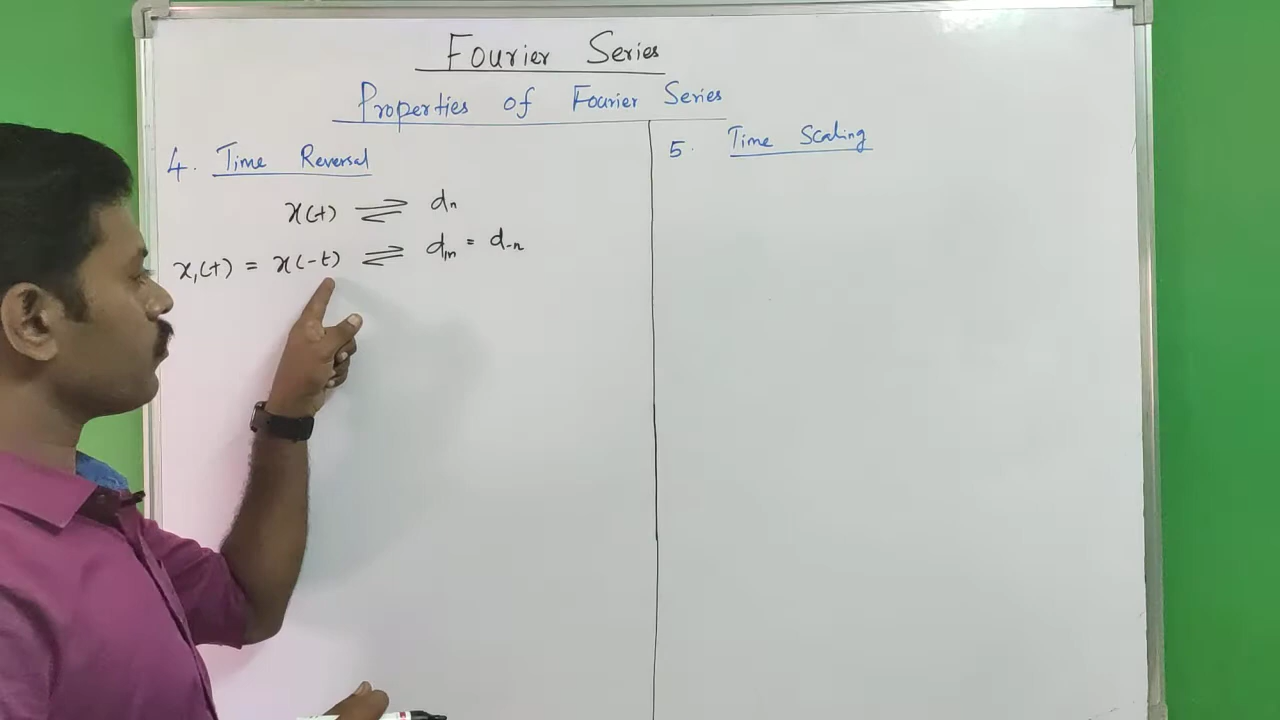 Fourier Series
Properties of Fourier Series
4. Time Reversal
x(t) ⇌ dₙ
x₁(t) = x(-t) ⇌ d₁ₙ = d₋ₙ
5. Time Scaling